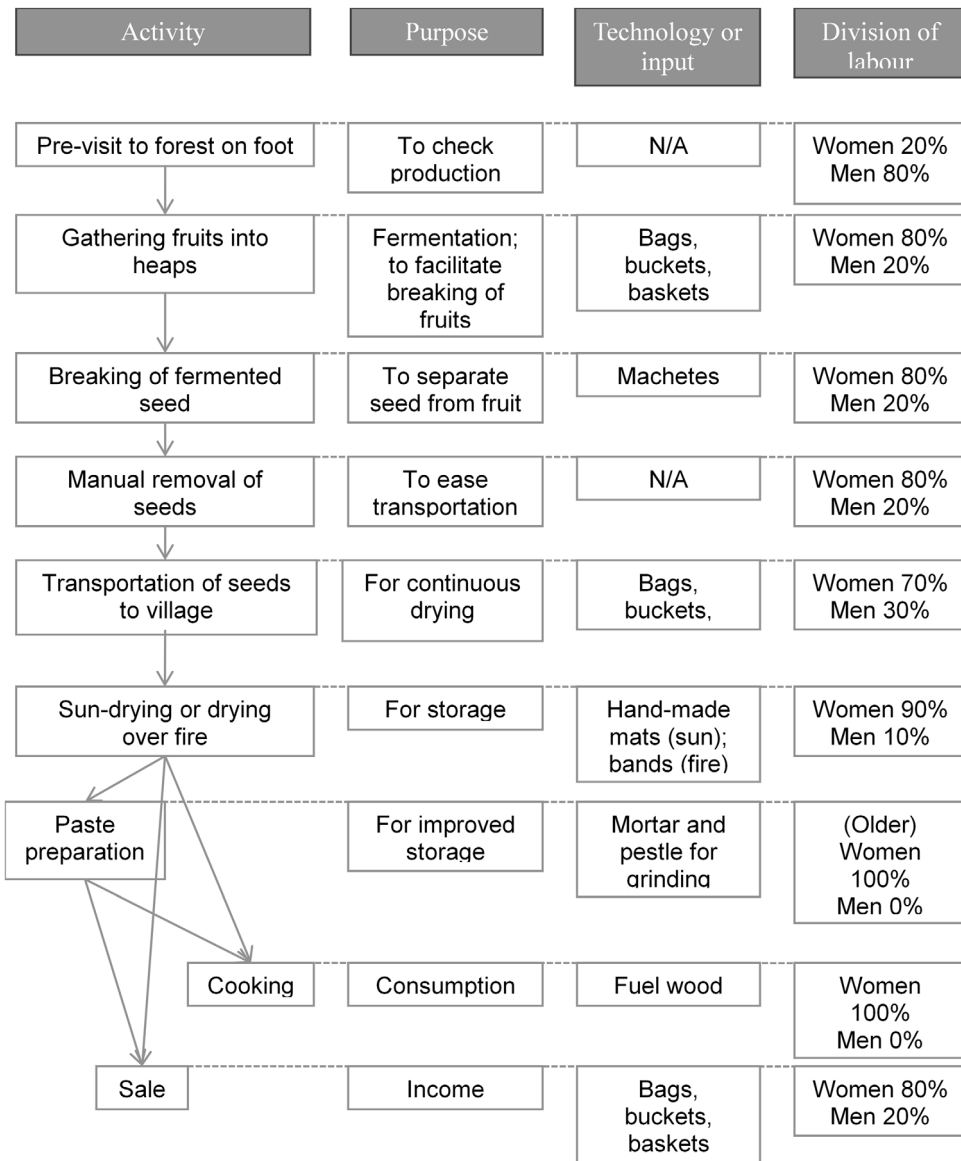 Activity
Purpose
Technology or
input
Division of
labour
Pre-visit to forest on foot
To check
production
N/A
Women 20%
Men 80%
Gathering fruits into
heaps
Fermentation;
to facilitate
breaking of
fruits
Bags,
buckets,
baskets
Women 80%
Men 20%
Breaking of fermented
seed
To separate
seed from fruit
Machetes
Women 80%
Men 20%
Manual removal of
seeds
To ease
transportation
N/A
Women 80%
Men 20%
Transportation of seeds
to village
For continuous
drying
Bags,
buckets,
Women 70%
Men 30%
Sun-drying or drying
over fire
For storage
Hand-made
mats (sun);
bands (fire)
Women 90%
Men 10%
Paste
preparation
For improved
storage
Mortar and
pestle for
grinding
(Older)
Women
100%
Men 0%
Cooking
Consumption
Fuel wood
Women
100%
Men 0%
Sale
Income
Bags,
buckets,
baskets
Women 80%
Men 20%